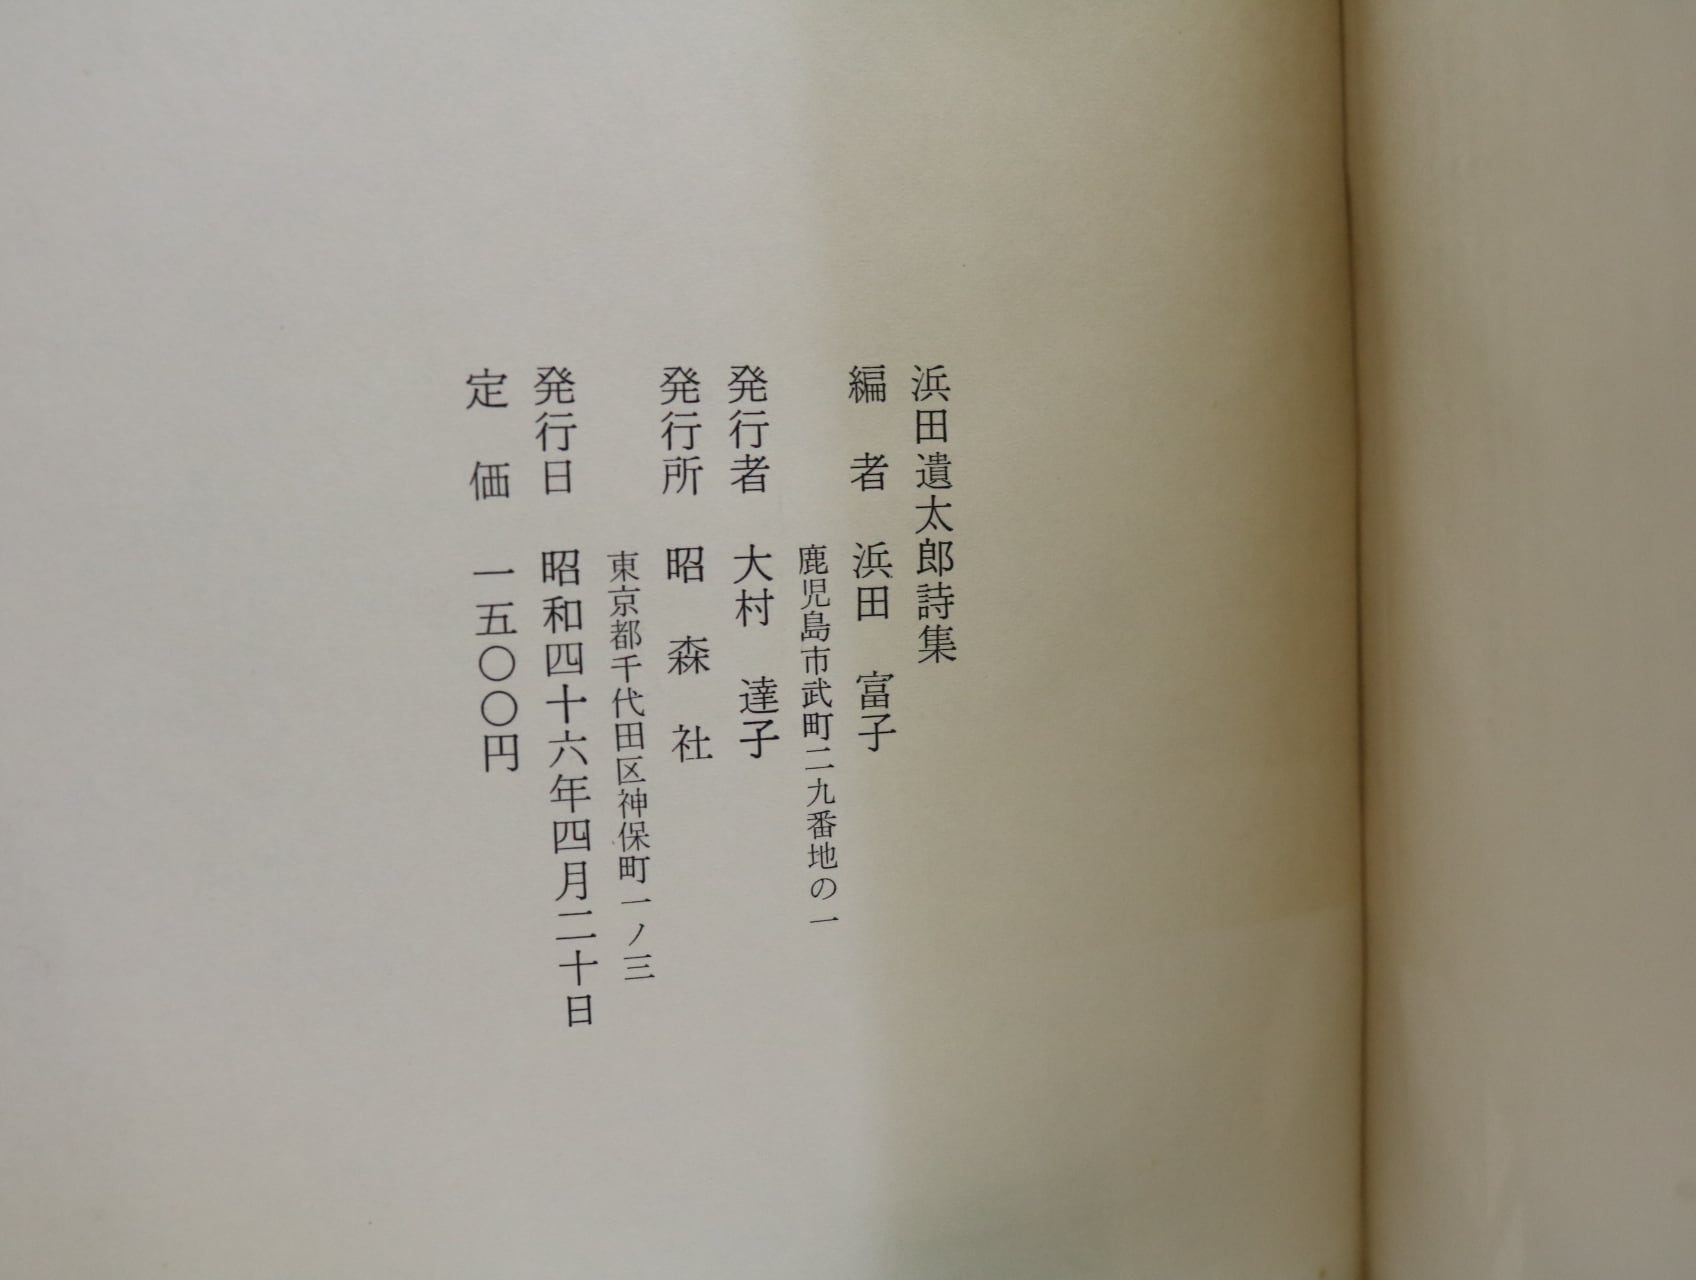 浜田遺太郎詩集
編者 浜田 富子
鹿児島市武町二九番地の一
発行者 大村 達子
発行所 昭森社
東京都千代田区神保町一ノ三
発行日 昭和四十六年四月二十日
定価 一五〇〇円